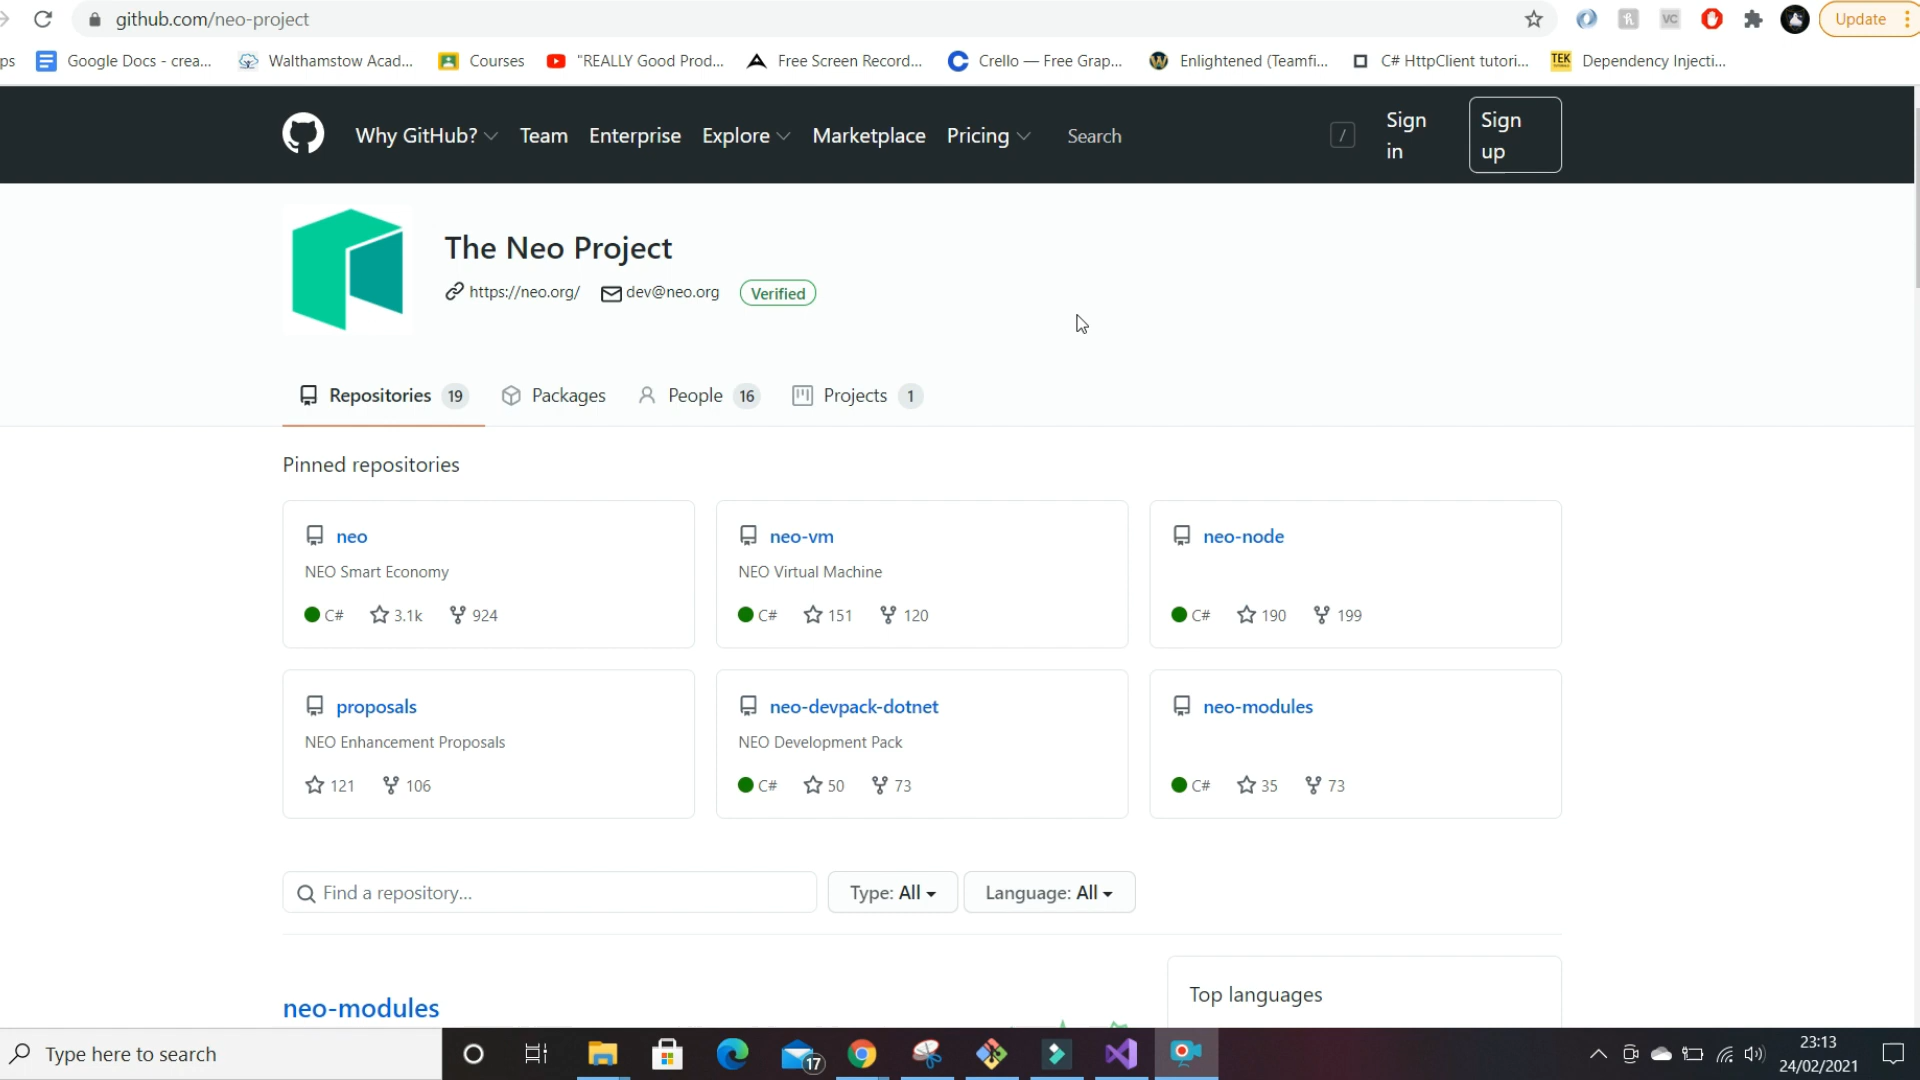 github.com/neo-project
Update
ps
Google Docs - crea...
Walthamstow Acad...
Courses
"REALLY Good Prod...
Free Screen Record...
Crello — Free Grap...
Enlightened (Teamfi...
C# HttpClient tutori...
TEK
Dependency Injecti...
Why GitHub?
Team
Enterprise
Explore
Marketplace
Pricing
Search
/
Sign in
Sign up
The Neo Project
https://neo.org/
dev@neo.org
Verified
Repositories 19
Packages
People 16
Projects 1
Pinned repositories
neo
NEO Smart Economy
C# 3.1k 924
neo-vm
NEO Virtual Machine
C# 151 120
neo-node
C# 190 199
proposals
NEO Enhancement Proposals
121 106
neo-devpack-dotnet
NEO Development Pack
C# 50 73
neo-modules
C# 35 73
Find a repository...
Type: All
Language: All
neo-modules
Top languages
Type here to search
17
23:13
24/02/2021